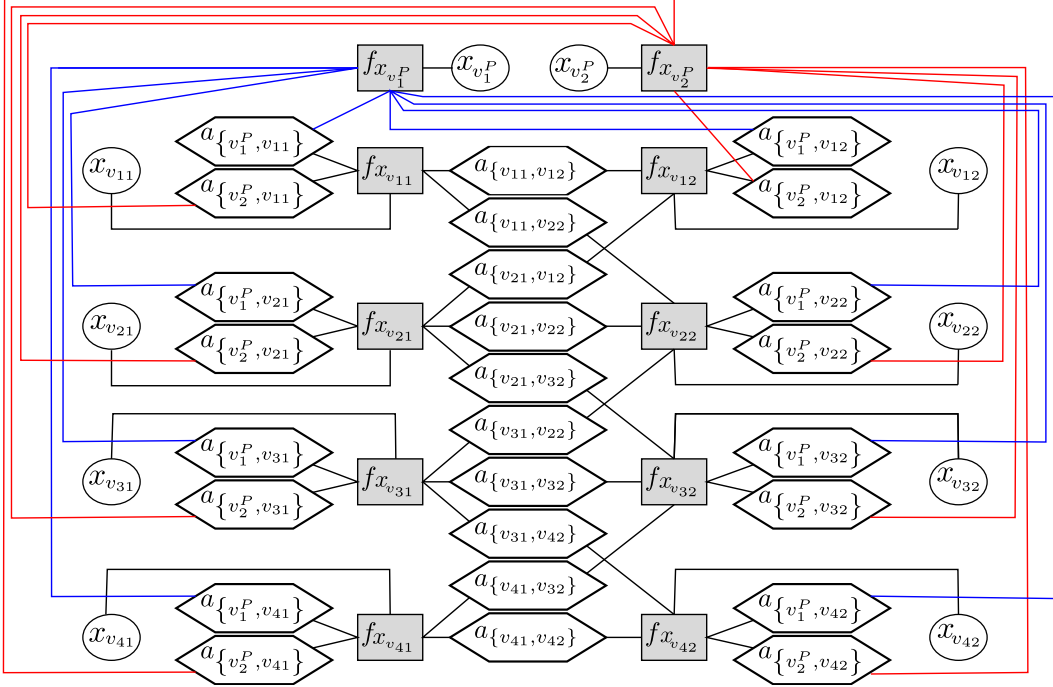 f_{x_{v_1^P}} x_{v_1^P} x_{v_2^P} f_{x_{v_2^P}}
a_{\{v_1^P,v_{11}\}} a_{\{v_1^P,v_{12}\}}
x_{v_{11}} f_{x_{v_{11}}} a_{\{v_{11},v_{12}\}} f_{x_{v_{12}}} x_{v_{12}}
a_{\{v_2^P,v_{11}\}} a_{\{v_2^P,v_{12}\}}
a_{\{v_{11},v_{22}\}}
a_{\{v_{21},v_{12}\}}
a_{\{v_1^P,v_{21}\}} a_{\{v_1^P,v_{22}\}}
x_{v_{21}} f_{x_{v_{21}}} a_{\{v_{21},v_{22}\}} f_{x_{v_{22}}} x_{v_{22}}
a_{\{v_2^P,v_{21}\}} a_{\{v_2^P,v_{22}\}}
a_{\{v_{21},v_{32}\}}
a_{\{v_{31},v_{22}\}}
a_{\{v_1^P,v_{31}\}} a_{\{v_1^P,v_{32}\}}
x_{v_{31}} f_{x_{v_{31}}} a_{\{v_{31},v_{32}\}} f_{x_{v_{32}}} x_{v_{32}}
a_{\{v_2^P,v_{31}\}} a_{\{v_2^P,v_{32}\}}
a_{\{v_{31},v_{42}\}}
a_{\{v_{41},v_{32}\}}
a_{\{v_1^P,v_{41}\}} a_{\{v_1^P,v_{42}\}}
x_{v_{41}} f_{x_{v_{41}}} a_{\{v_{41},v_{42}\}} f_{x_{v_{42}}} x_{v_{42}}
a_{\{v_2^P,v_{41}\}} a_{\{v_2^P,v_{42}\}}